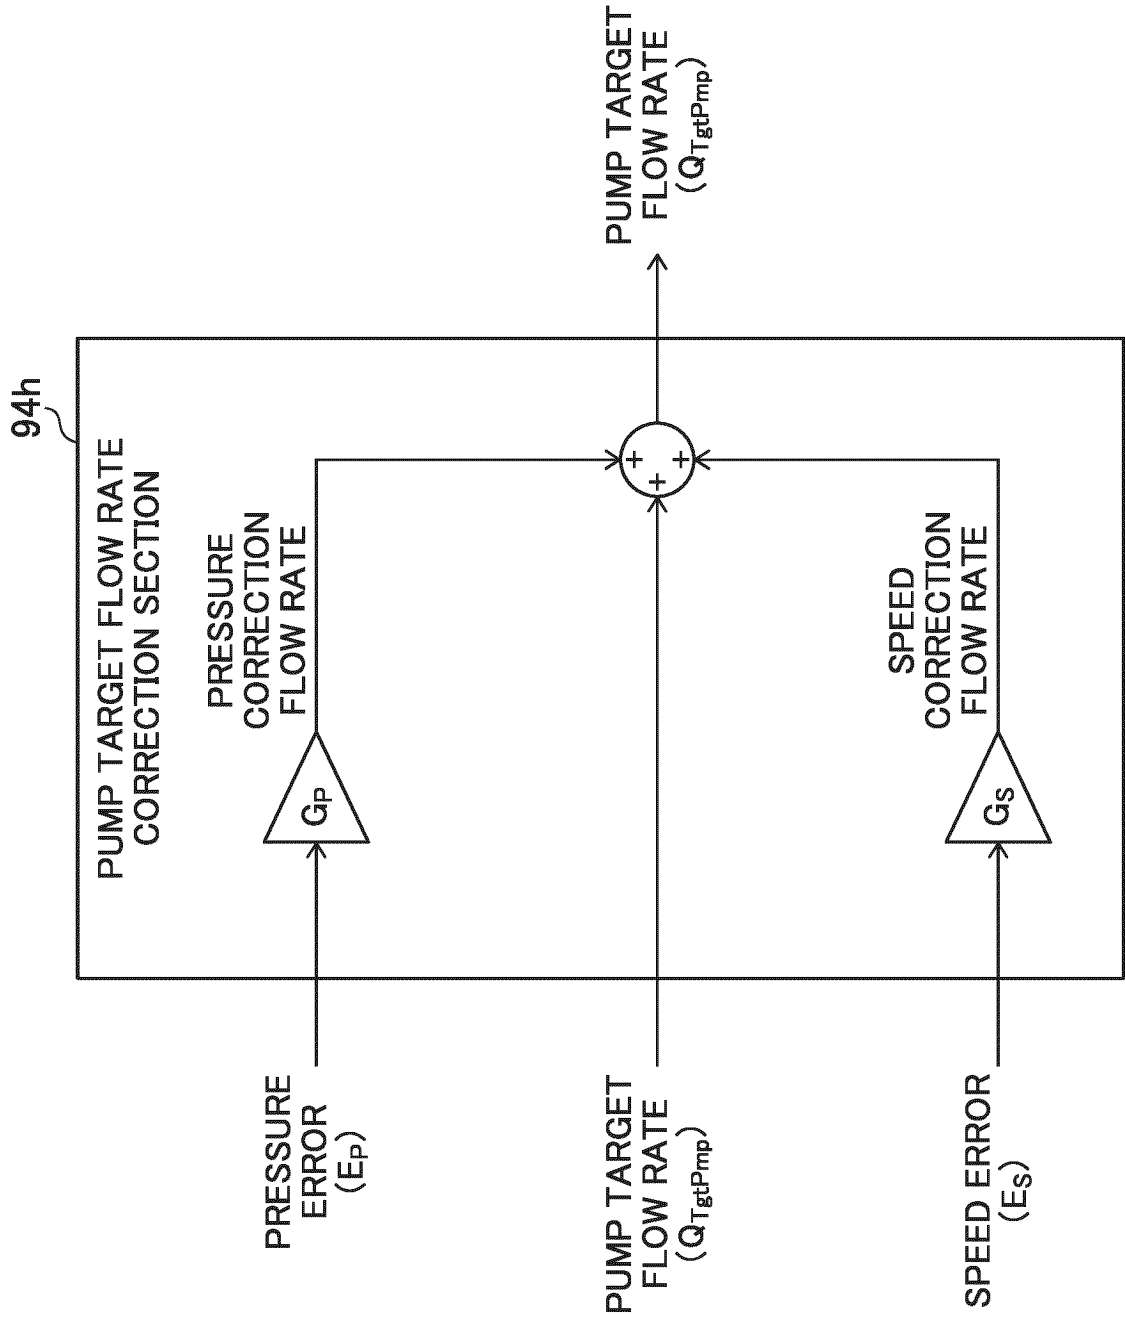 94h
PUMP TARGET FLOW RATE
CORRECTION SECTION
PRESSURE
ERROR
(EP)
GP
PRESSURE
CORRECTION
FLOW RATE
PUMP TARGET
FLOW RATE
(QTgtPmp)
+
+
+
PUMP TARGET
FLOW RATE
(QTgtPmp)
SPEED ERROR
(ES)
GS
SPEED
CORRECTION
FLOW RATE